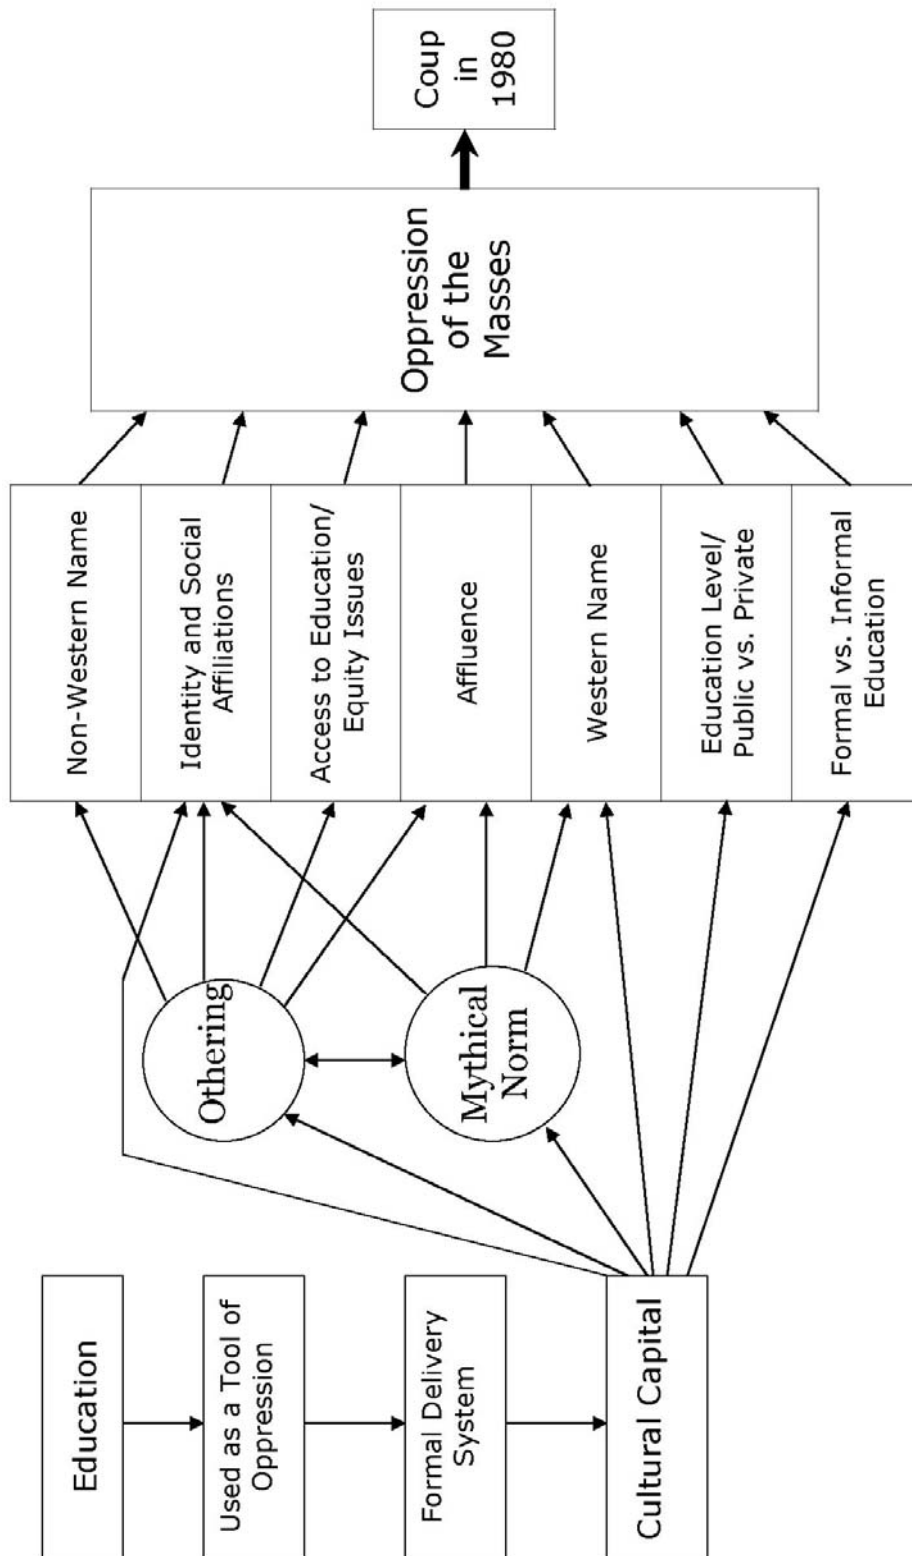 Education
Used as a Tool of
Oppression
Formal Delivery
System
Cultural Capital
Othering
Mythical
Norm
Non-Western Name
Identity and Social
Affiliations
Access to Education/
Equity Issues
Affluence
Western Name
Education Level/
Public vs. Private
Formal vs. Informal
Education
Oppression
of the
Masses
Coup
in
1980